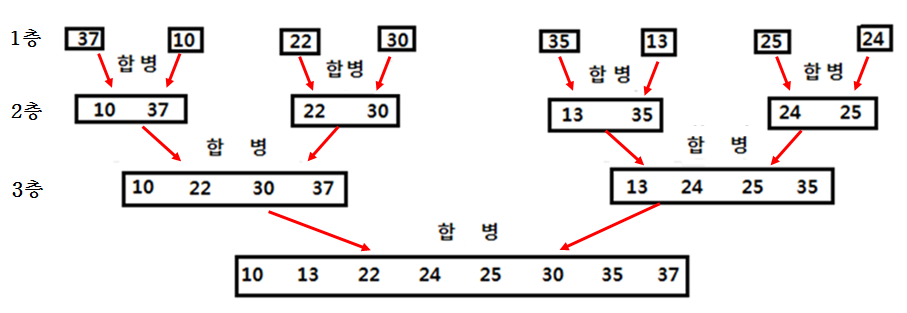 1층 37 10 22 30 35 13 25 24
합 병 합병 합 병 합 병
2층 10 37 22 30 13 35 24 25
합 병 합 병
3층 10 22 30 37 13 24 25 35
합 병
10 13 22 24 25 30 35 37